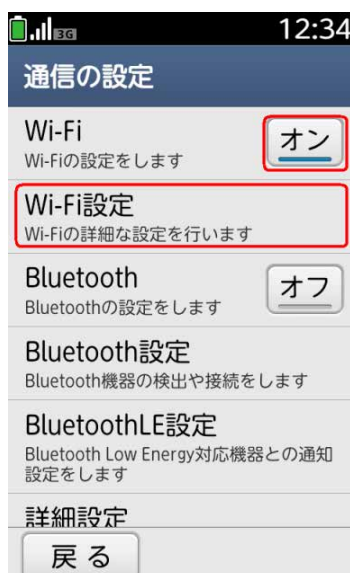 3G 12:34
通信の設定
Wi-Fi
オン
Wi-Fiの設定をします
Wi-Fi設定
Wi-Fiの詳細な設定を行います
Bluetooth
オフ
Bluetoothの設定をします
Bluetooth設定
Bluetooth機器の検出や接続をします
BluetoothLE設定
Bluetooth Low Energy対応機器との通知
設定をします
詳細設定
戻る